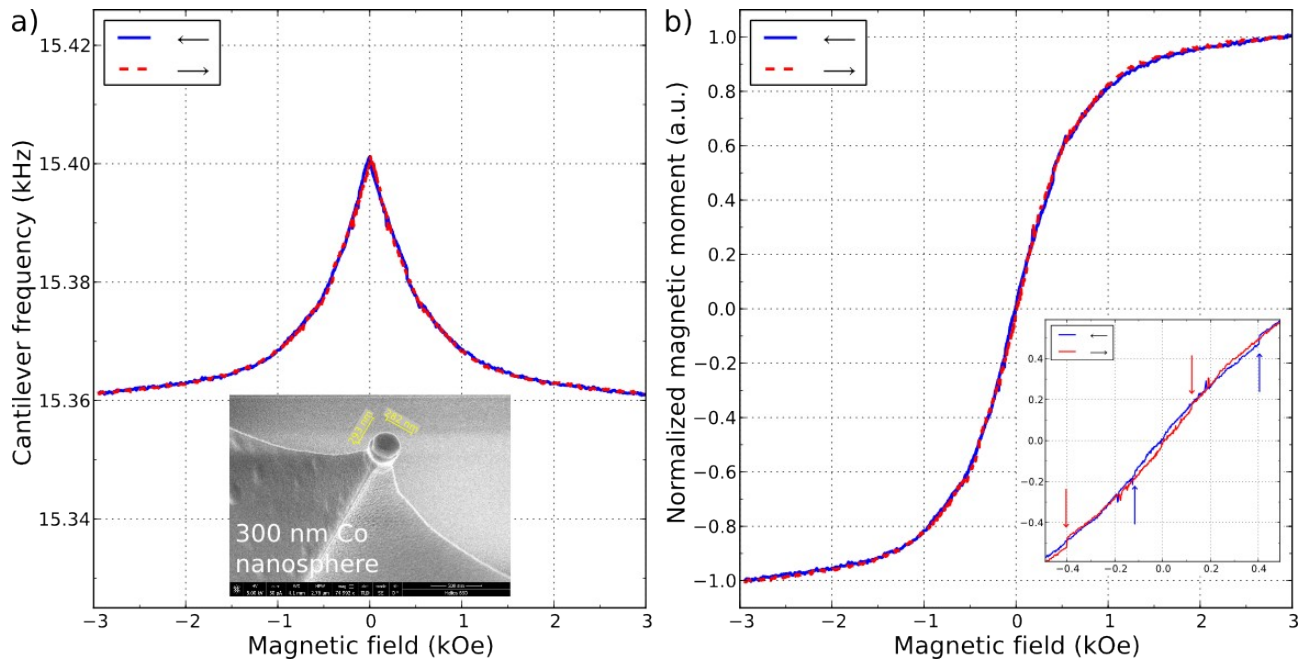 a)
←
→
15.42
15.40
15.38
15.36
15.34
Cantilever frequency (kHz)
−3 −2 −1 0 1 2 3
Magnetic field (kOe)
300 nm Co
nanosphere
b)
←
→
1.0
0.8
0.6
0.4
0.2
0.0
−0.2
−0.4
−0.6
−0.8
−1.0
Normalized magnetic moment (a.u.)
−3 −2 −1 0 1 2 3
Magnetic field (kOe)
←
→
0.4
0.2
0.0
−0.2
−0.4
−0.4 −0.2 0.0 0.2 0.4